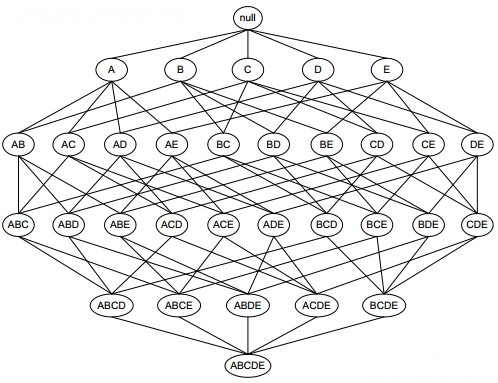 null
A B C D E
AB AC AD AE BC BD BE CD CE DE
ABC ABD ABE ACD ACE ADE BCD BCE BDE CDE
ABCD ABCE ABDE ACDE BCDE
ABCDE